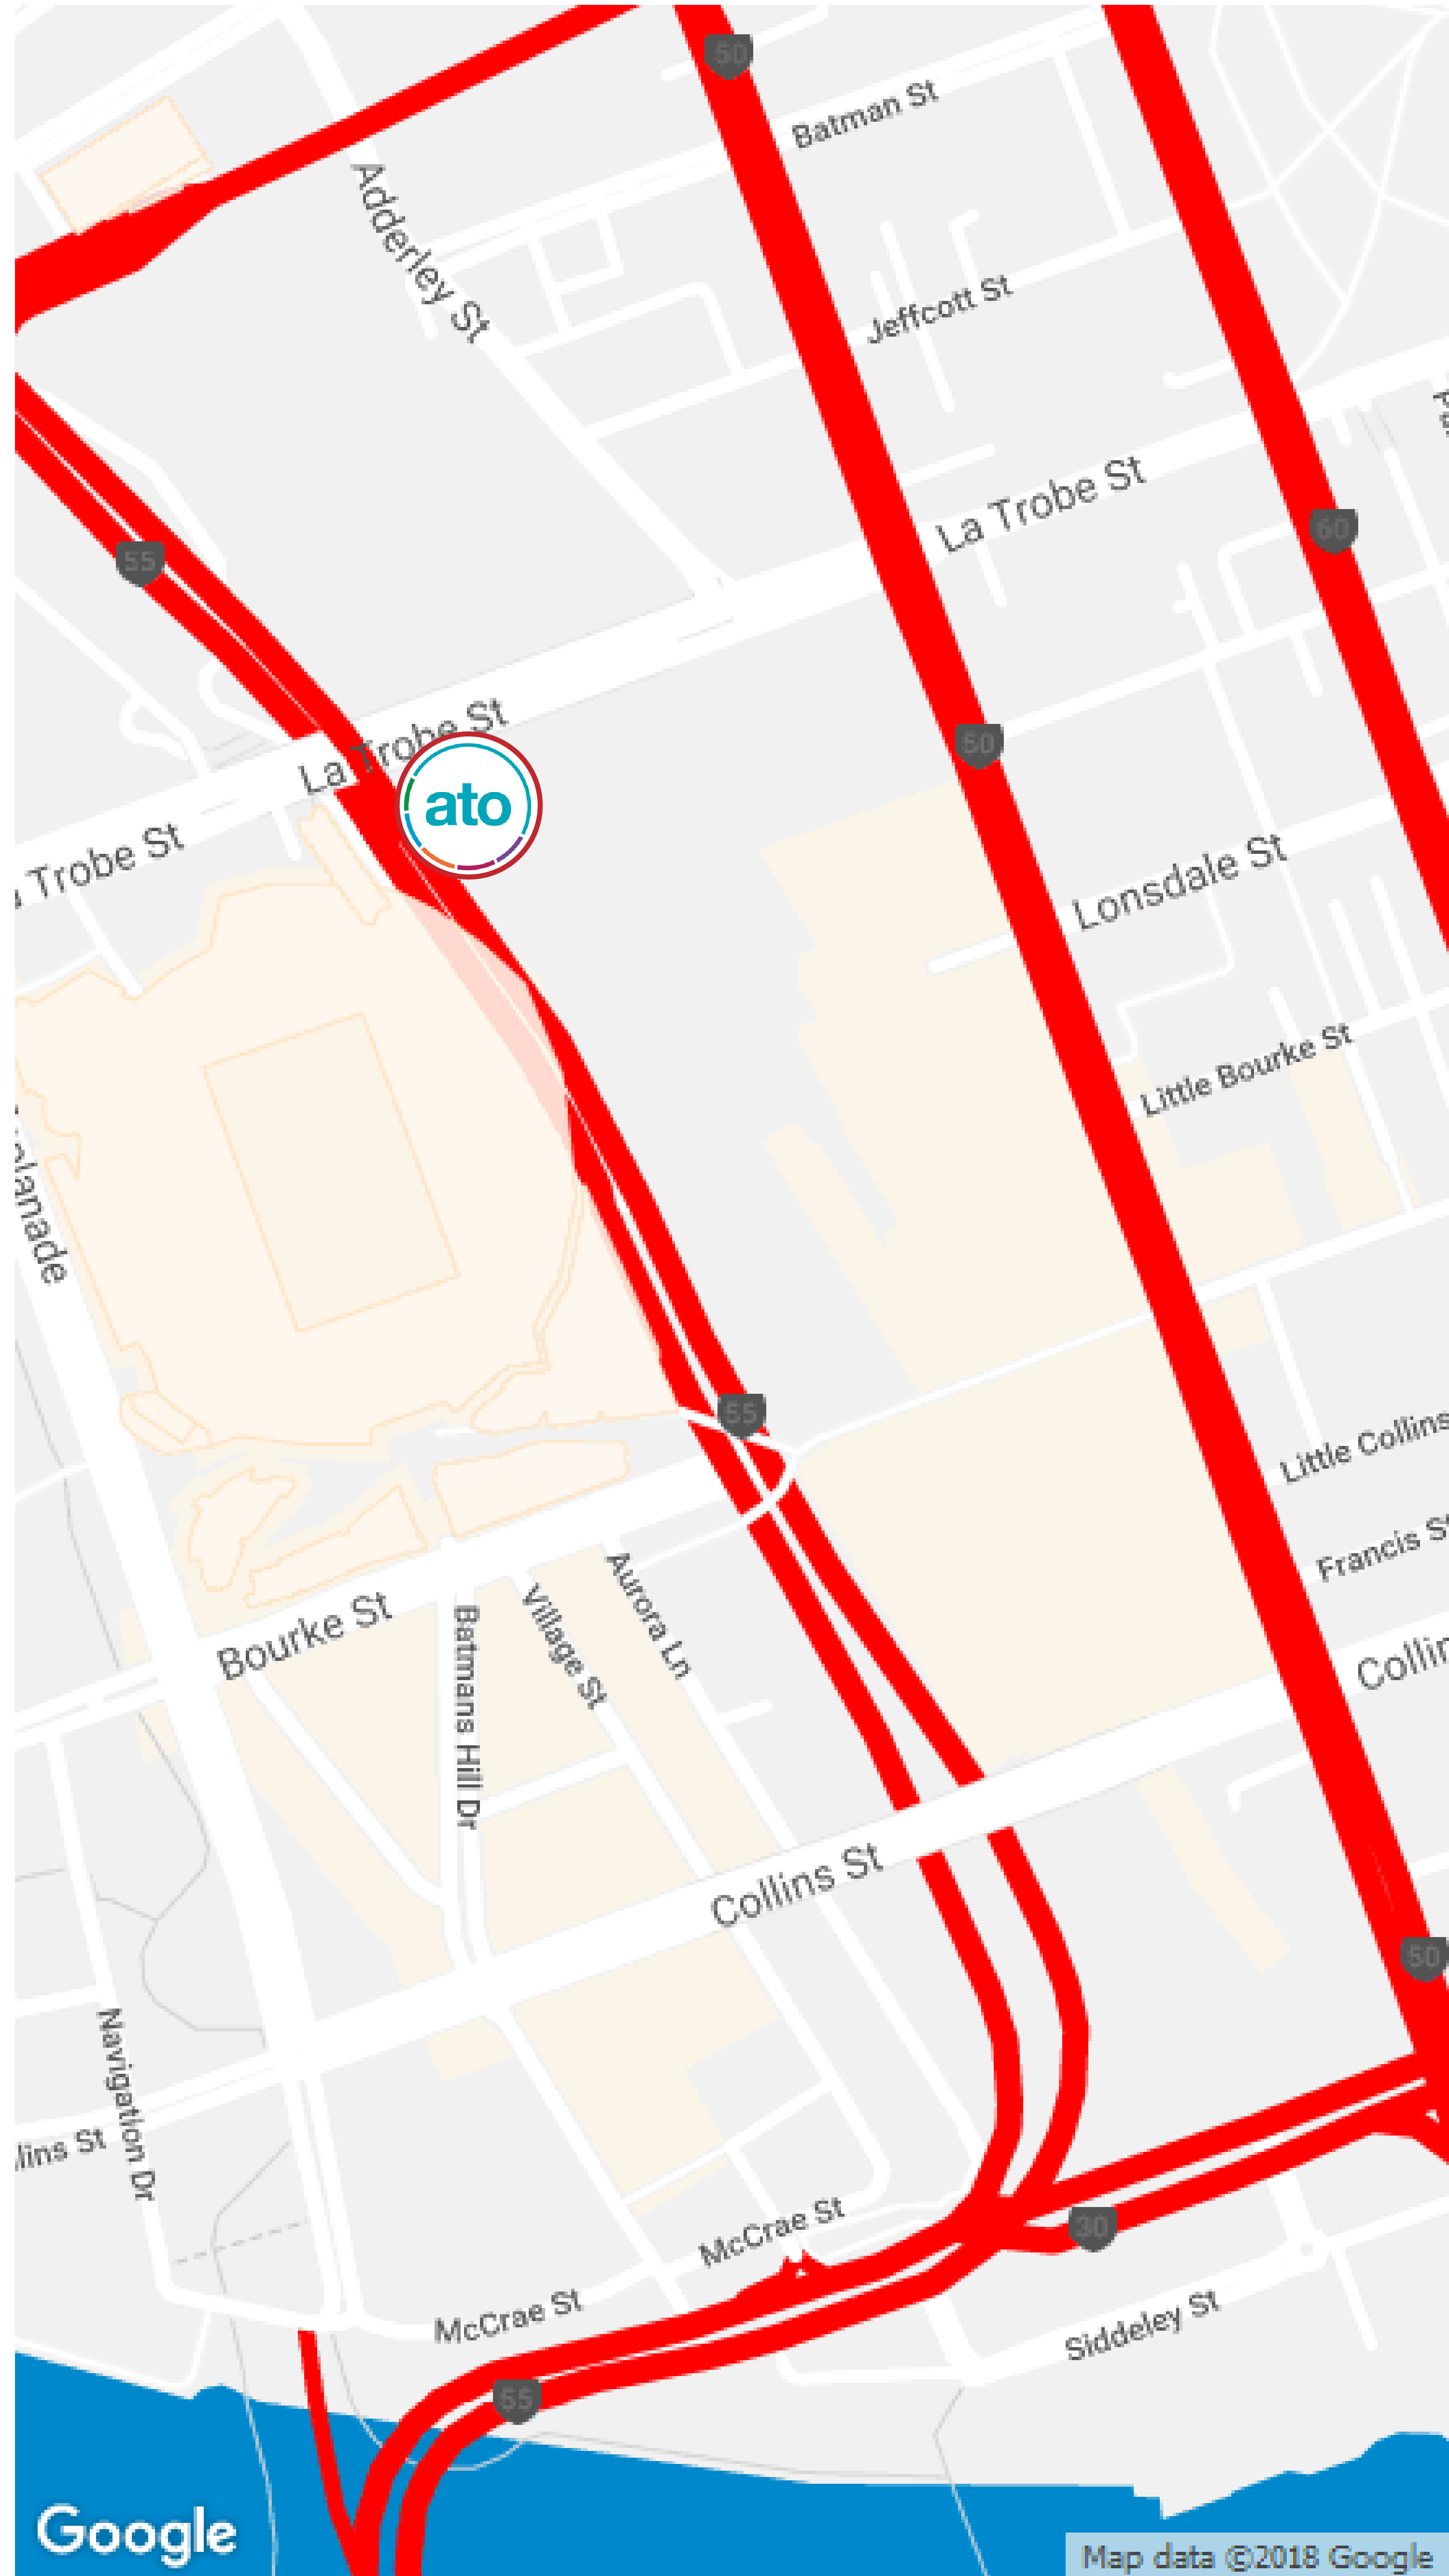 50
Batman St
Adderley St
Jeffcott St
La Trobe St
60
55
La Trobe St
50
ato
Trobe St
Lonsdale St
Little Bourke St
55
Little Collins
Francis St
Bourke St
Aurora Ln
Village St
Batmans Hill Dr
Collins St
50
Navigation Dr
McCrae St
30
McCrae St
Siddeley St
55
Google
Map data ©2018 Google